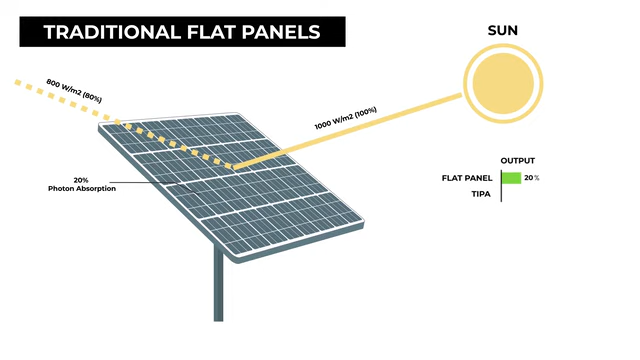 TRADITIONAL FLAT PANELS
SUN
800 W/m2 (80%)
1000 W/m2 (100%)
20%
Photon Absorption
OUTPUT
FLAT PANEL 20%
TIPA